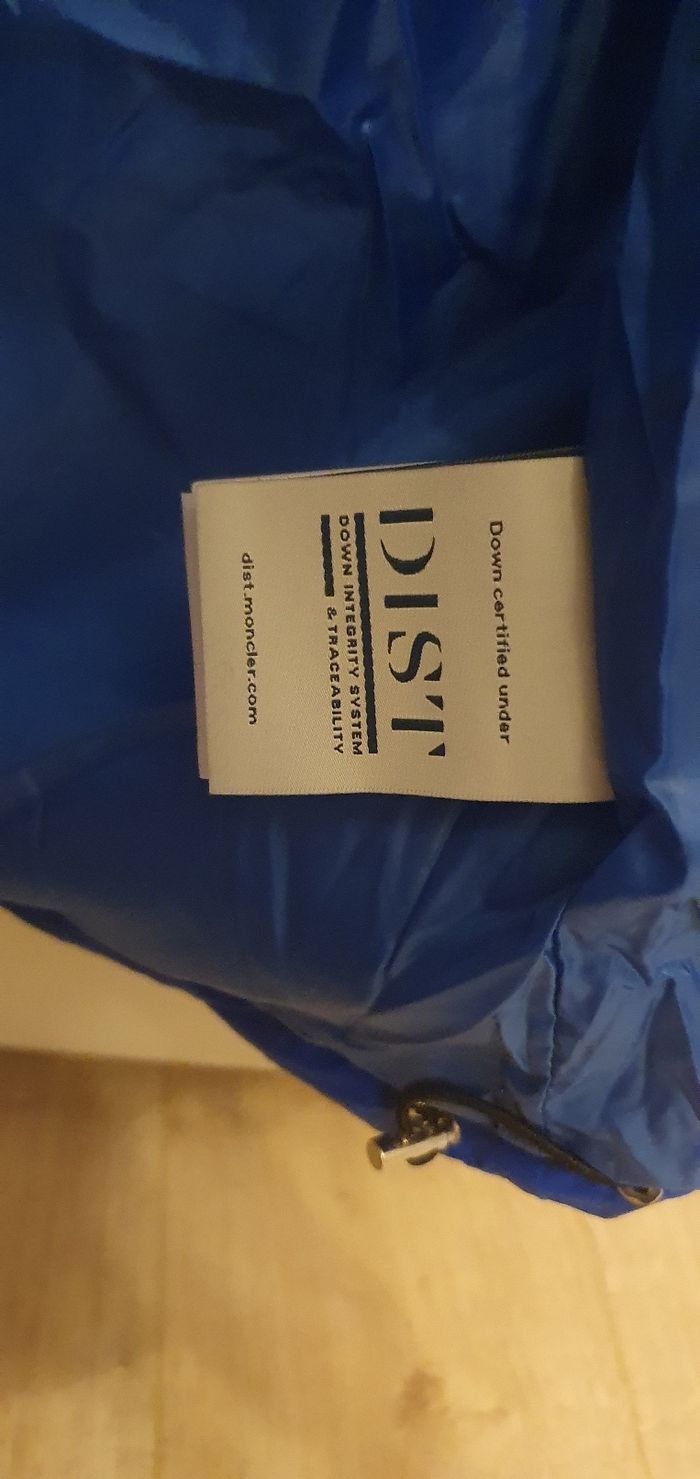 Down certified under
DIST
DOWN INTEGRITY SYSTEM
& TRACEABILITY
dist.moncler.com